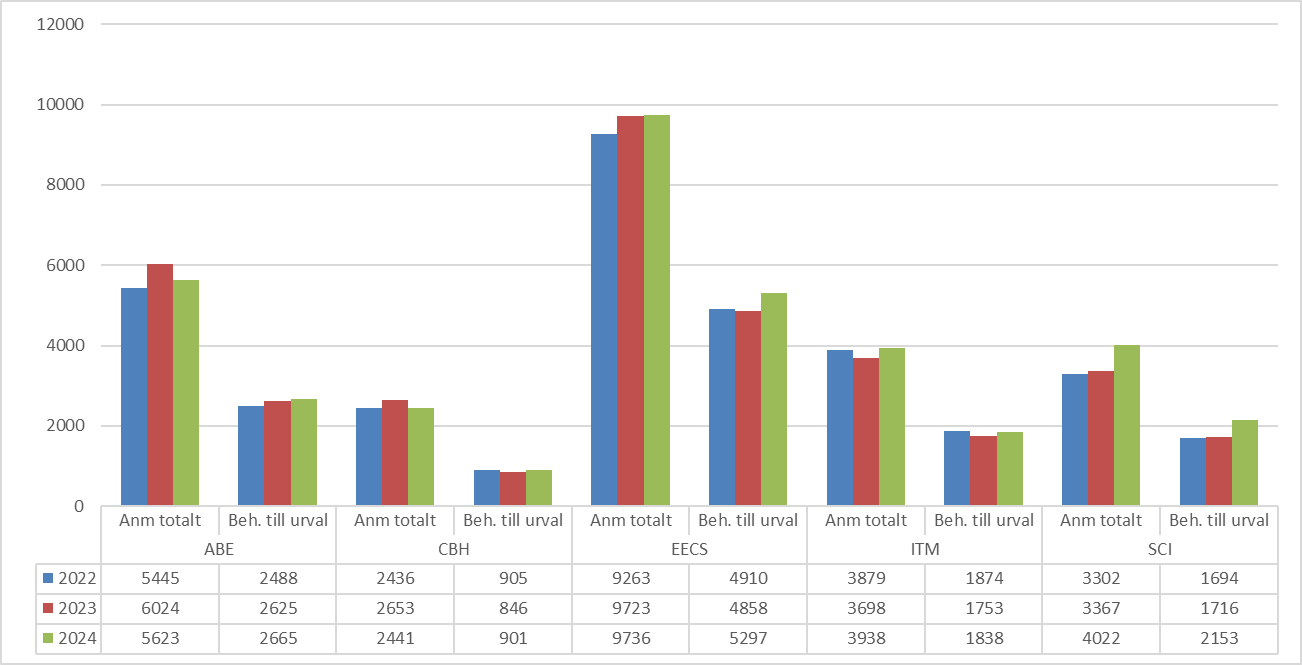 12000
10000
8000
6000
4000
2000
0
Anm totalt Beh. till urval Anm totalt Beh. till urval Anm totalt Beh. till urval Anm totalt Beh. till urval Anm totalt Beh. till urval
ABE CBH EECS ITM SCI
2022 5445 2488 2436 905 9263 4910 3879 1874 3302 1694
2023 6024 2625 2653 846 9723 4858 3698 1753 3367 1716
2024 5623 2665 2441 901 9736 5297 3938 1838 4022 2153